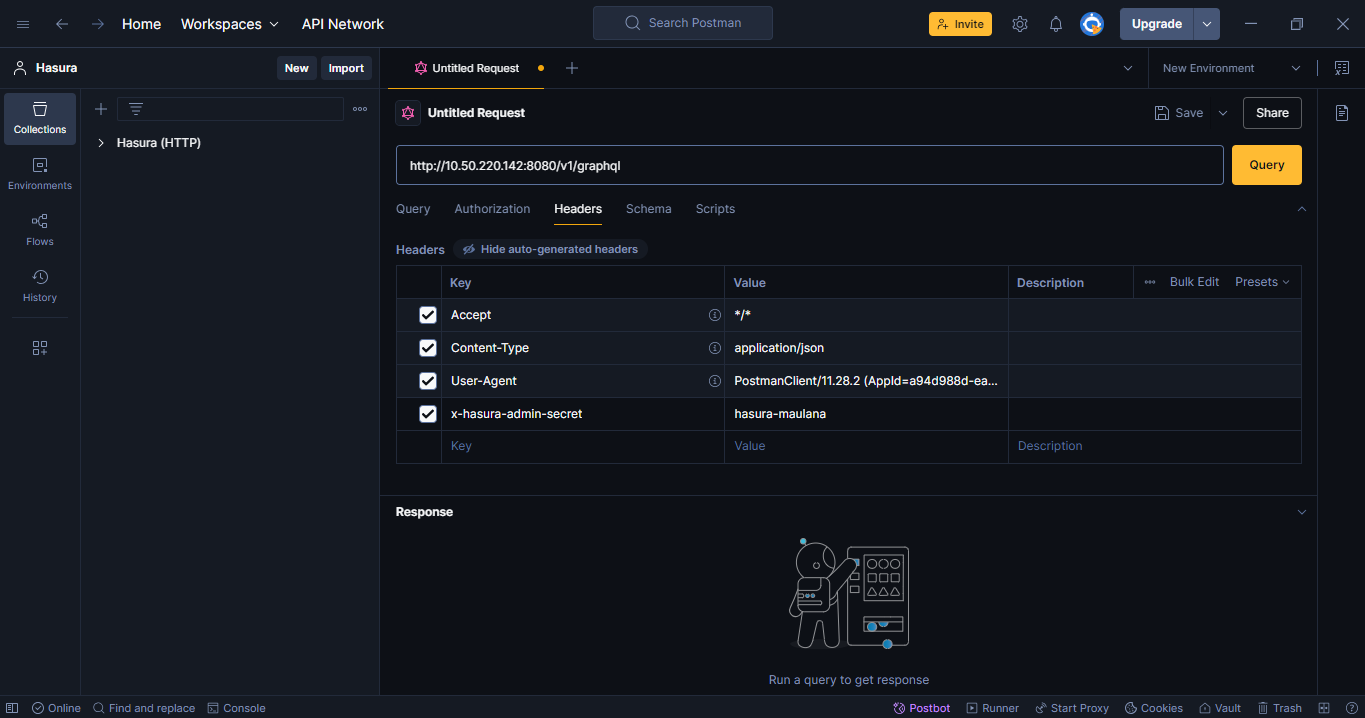 Home Workspaces API Network Search Postman Invite Upgrade
Hasura New Import Untitled Request New Environment
Collections
Environments
Flows
History
Hasura (HTTP)
Untitled Request Save Share
http://10.50.220.142:8080/v1/graphql Query
Query Authorization Headers Schema Scripts
Headers Hide auto-generated headers
Key Value Description Bulk Edit Presets
Accept */*
Content-Type application/json
User-Agent PostmanClient/11.28.2 (AppId=a94d988d-ea...
x-hasura-admin-secret hasura-maulana
Key Value Description
Response
Run a query to get response
Online Find and replace Console Postbot Runner Start Proxy Cookies Vault Trash